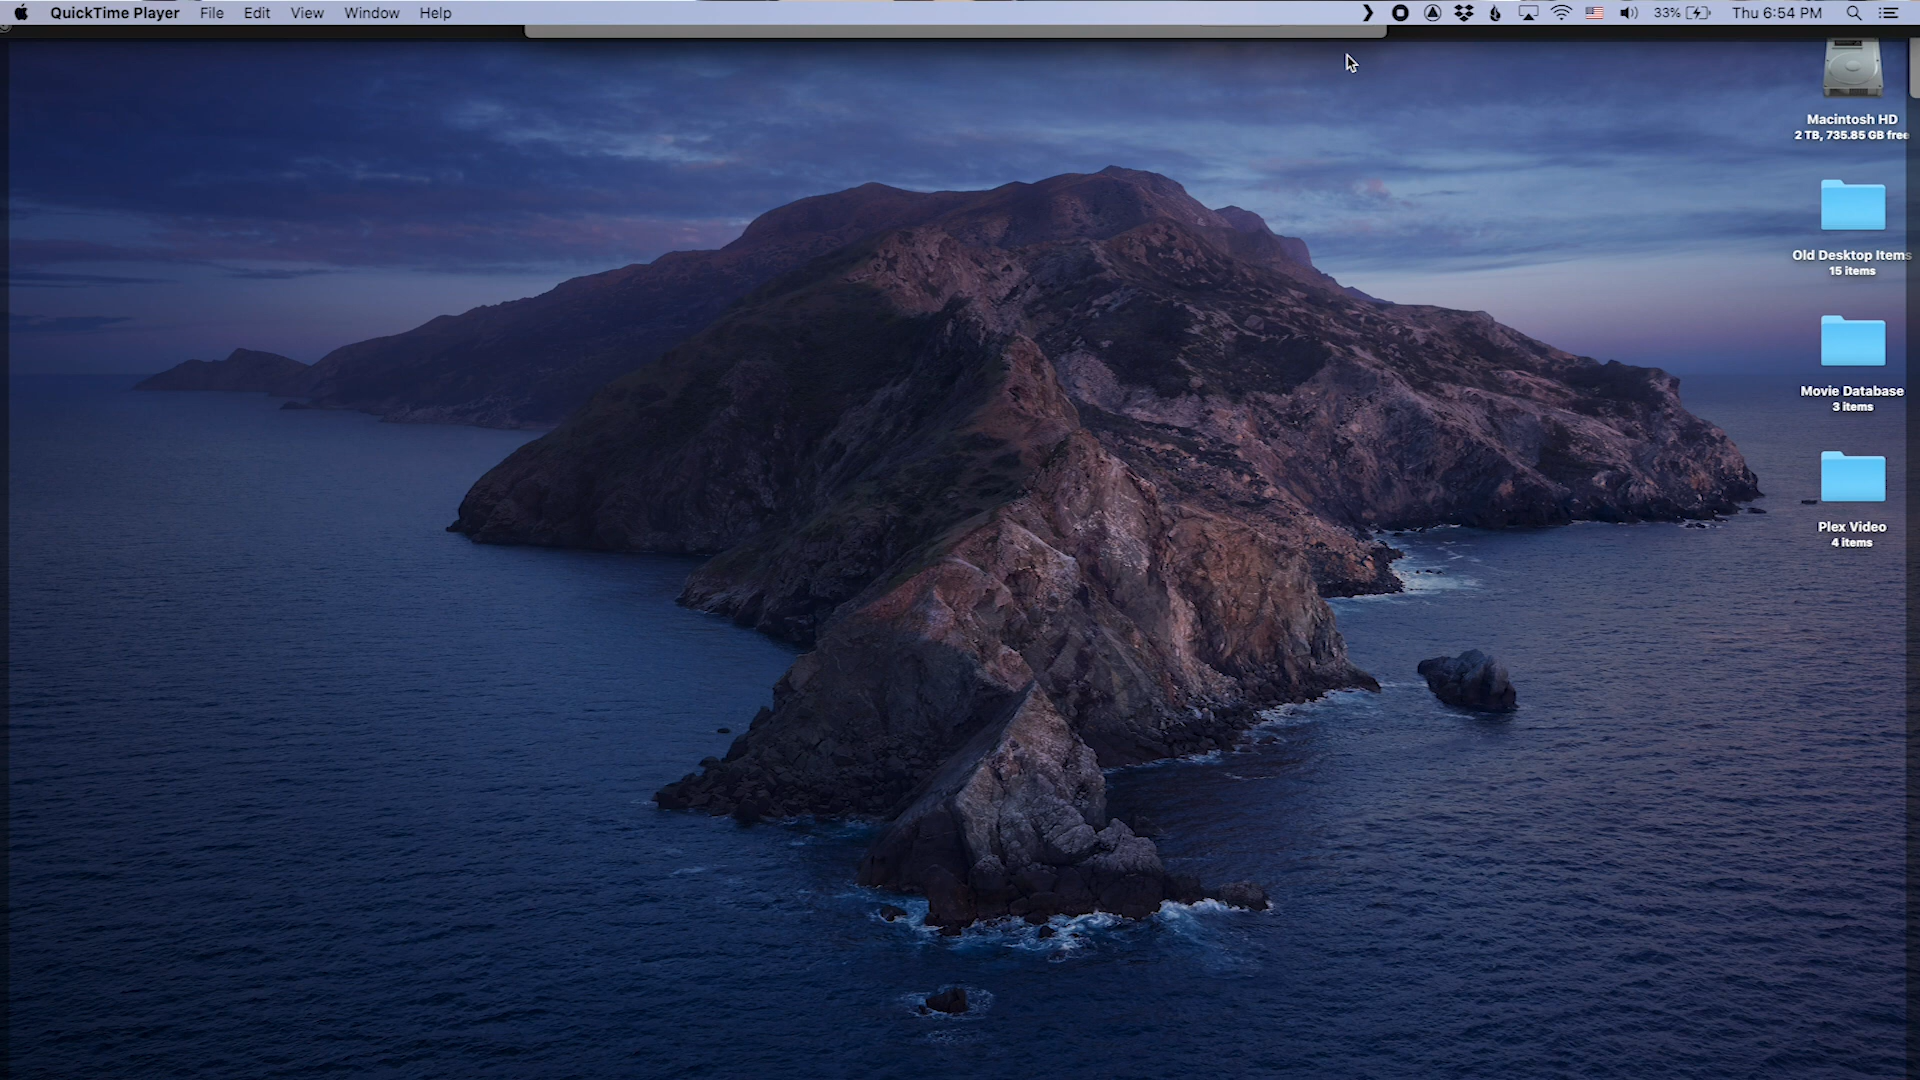 QuickTime Player File Edit View Window Help 33% Thu 6:54 PM
Macintosh HD
2 TB, 735.85 GB free
Old Desktop Items
15 items
Movie Database
3 items
Plex Video
4 items